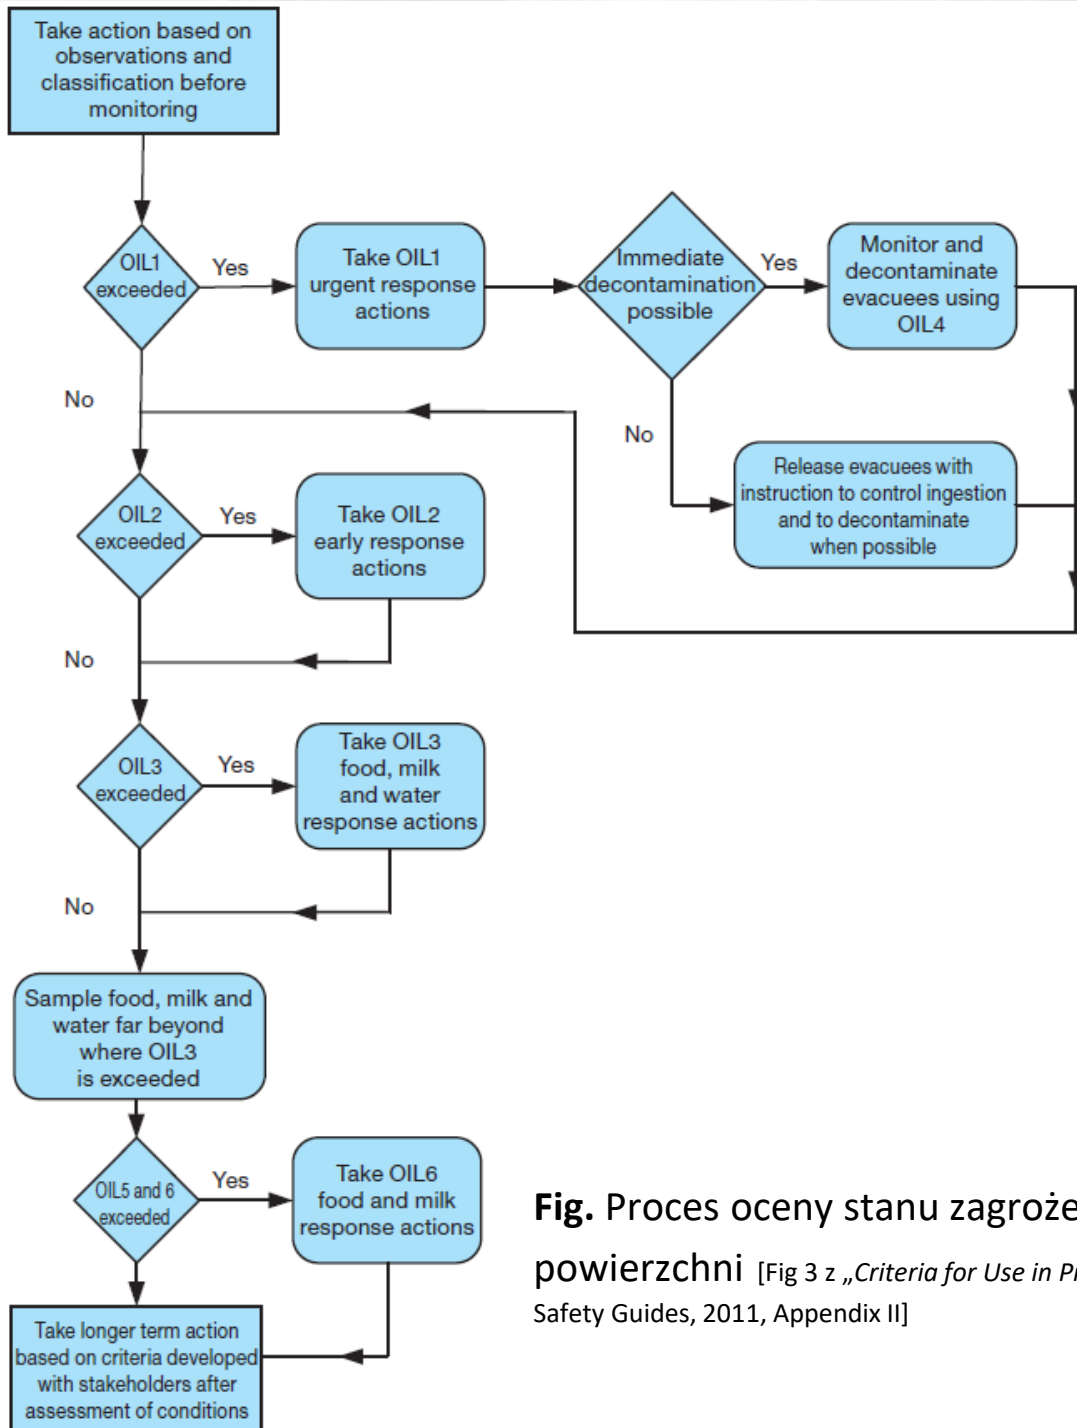 Take action based on
observations and
classification before
monitoring
OIL1
exceeded
Yes
Take OIL1
urgent response
actions
Immediate
decontamination
possible
Yes
Monitor and
decontaminate
evacuees using
OIL4
No
No
Release evacuees with
instruction to control ingestion
and to decontaminate
when possible
OIL2
exceeded
Yes
Take OIL2
early response
actions
No
OIL3
exceeded
Yes
Take OIL3
food, milk
and water
response actions
No
Sample food, milk and
water far beyond
where OIL3
is exceeded
OIL5 and 6
exceeded
Yes
Take OIL6
food and milk
response actions
Take longer term action
based on criteria developed
with stakeholders after
assessment of conditions
Fig. Proces oceny stanu zagroże
powierzchni [Fig 3 z „Criteria for Use in Pr
Safety Guides, 2011, Appendix II]